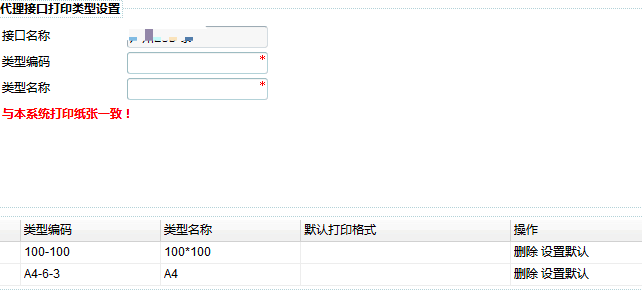 代理接口打印类型设置
接口名称
类型编码 *
类型名称 *
与本系统打印纸张一致！
类型编码 类型名称 默认打印格式 操作
100-100 100*100 删除 设置默认
A4-6-3 A4 删除 设置默认